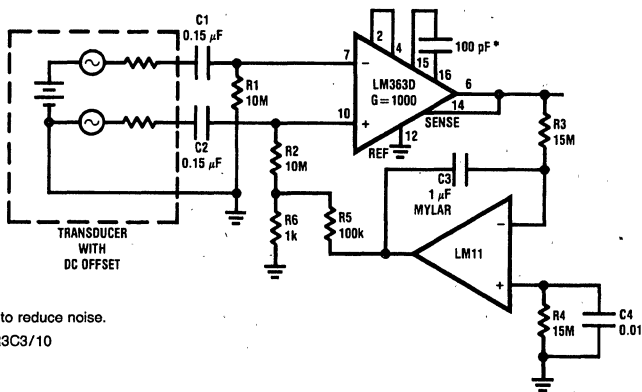 C1
0.15 µF
2
4
15
16
100 pF*
7
−
R1
10M
LM363D
G = 1000
6
14
SENSE
10
+
12
REF
C2
0.15 µF
R2
10M
R3
15M
C3
1 µF
MYLAR
R6
1k
R5
100k
−
LM11
+
R4
15M
C4
0.01
TRANSDUCER
WITH
DC OFFSET
to reduce noise.
3C3/10